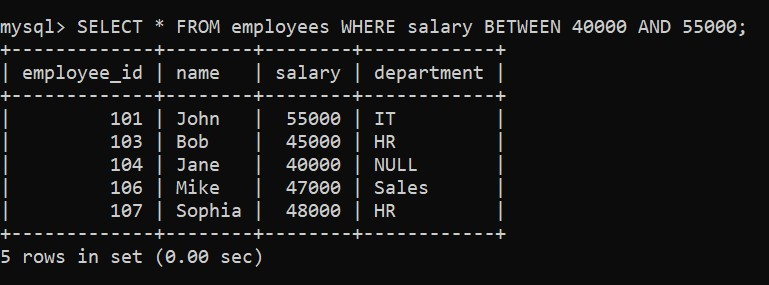 mysql> SELECT * FROM employees WHERE salary BETWEEN 40000 AND 55000;
+-------------+--------+--------+------------+
| employee_id | name   | salary | department |
+-------------+--------+--------+------------+
|         101 | John   |  55000 | IT         |
|         103 | Bob    |  45000 | HR         |
|         104 | Jane   |  40000 | NULL       |
|         106 | Mike   |  47000 | Sales      |
|         107 | Sophia |  48000 | HR         |
+-------------+--------+--------+------------+
5 rows in set (0.00 sec)